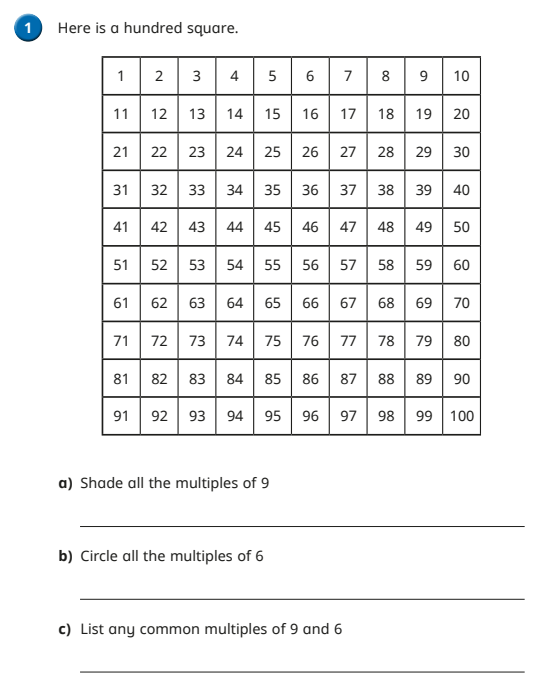 1 Here is a hundred square.
1 2 3 4 5 6 7 8 9 10
11 12 13 14 15 16 17 18 19 20
21 22 23 24 25 26 27 28 29 30
31 32 33 34 35 36 37 38 39 40
41 42 43 44 45 46 47 48 49 50
51 52 53 54 55 56 57 58 59 60
61 62 63 64 65 66 67 68 69 70
71 72 73 74 75 76 77 78 79 80
81 82 83 84 85 86 87 88 89 90
91 92 93 94 95 96 97 98 99 100
a) Shade all the multiples of 9
b) Circle all the multiples of 6
c) List any common multiples of 9 and 6